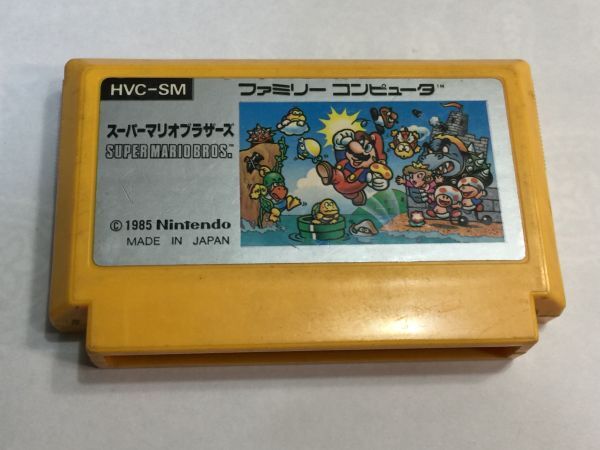 HVC-SM
ファミリー コンピュータ™
スーパーマリオブラザーズ
SUPER MARIO BROS.™
©1985 Nintendo
MADE IN JAPAN